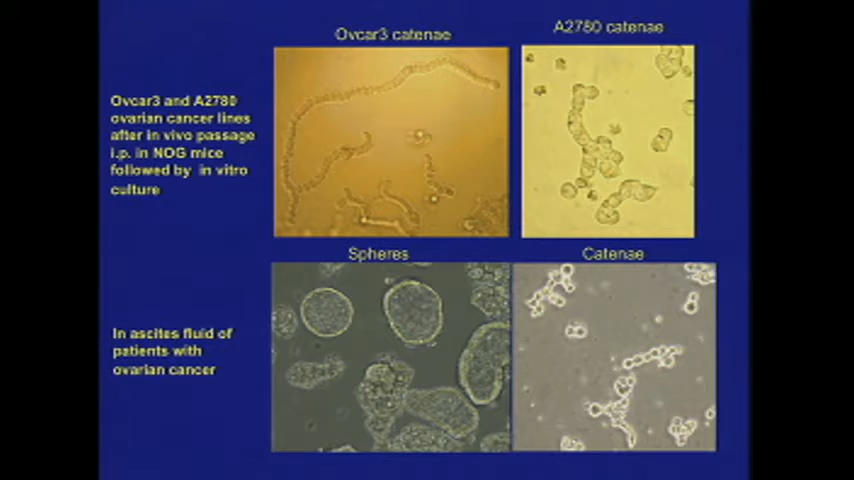 Ovcar3 catenae
A2780 catenae
Ovcar3 and A2780
ovarian cancer lines
after in vivo passage
i.p. in NOG mice
followed by in vitro
culture
Spheres
Catenae
In ascites fluid of
patients with
ovarian cancer